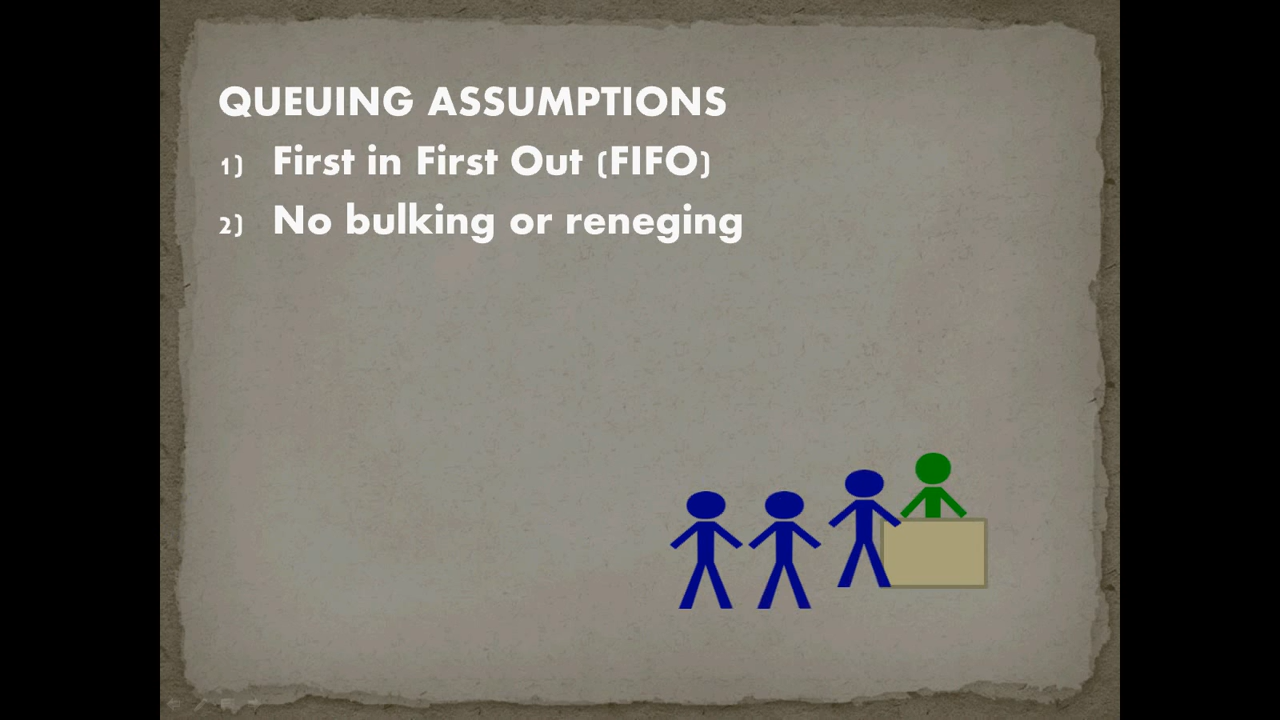 QUEUING ASSUMPTIONS
1) First in First Out (FIFO)
2) No bulking or reneging